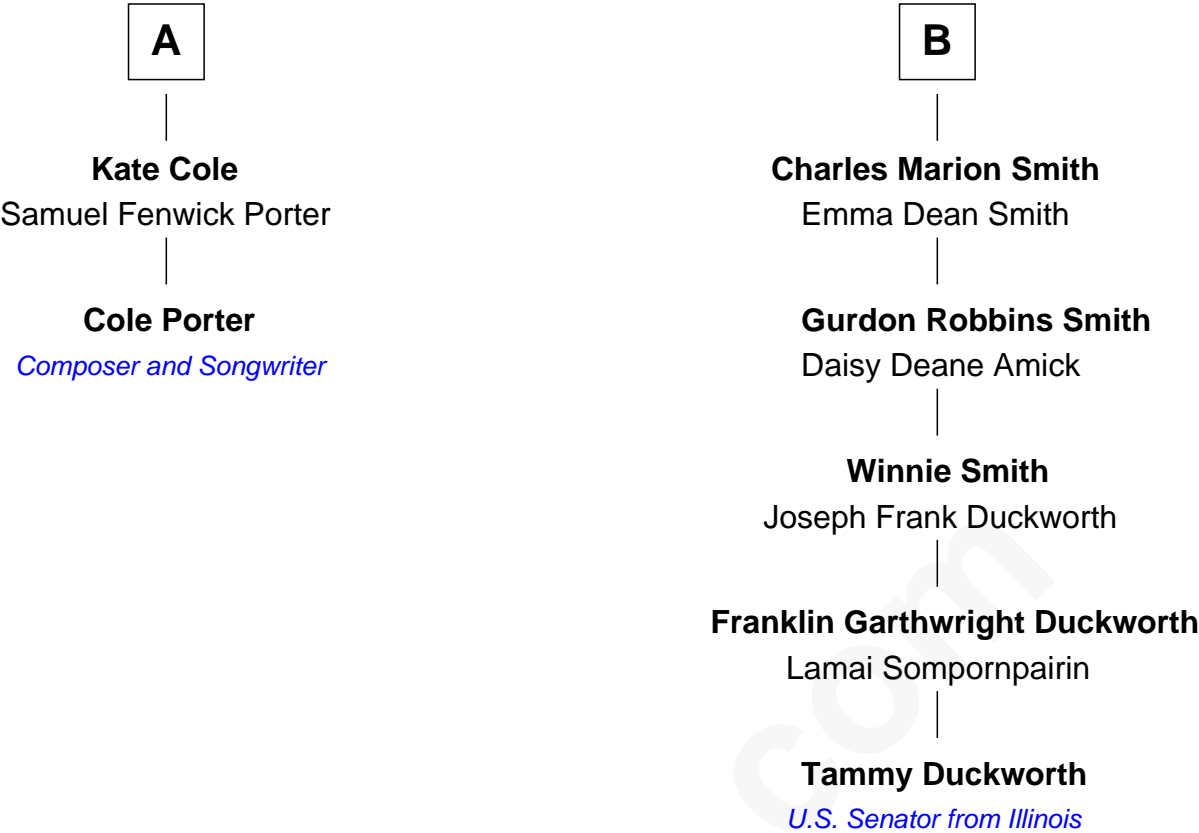 A
Kate Cole
Samuel Fenwick Porter
Cole Porter
Composer and Songwriter
B
Charles Marion Smith
Emma Dean Smith
Gurdon Robbins Smith
Daisy Deane Amick
Winnie Smith
Joseph Frank Duckworth
Franklin Garthwright Duckworth
Lamai Sompornpairin
Tammy Duckworth
U.S. Senator from Illinois
com